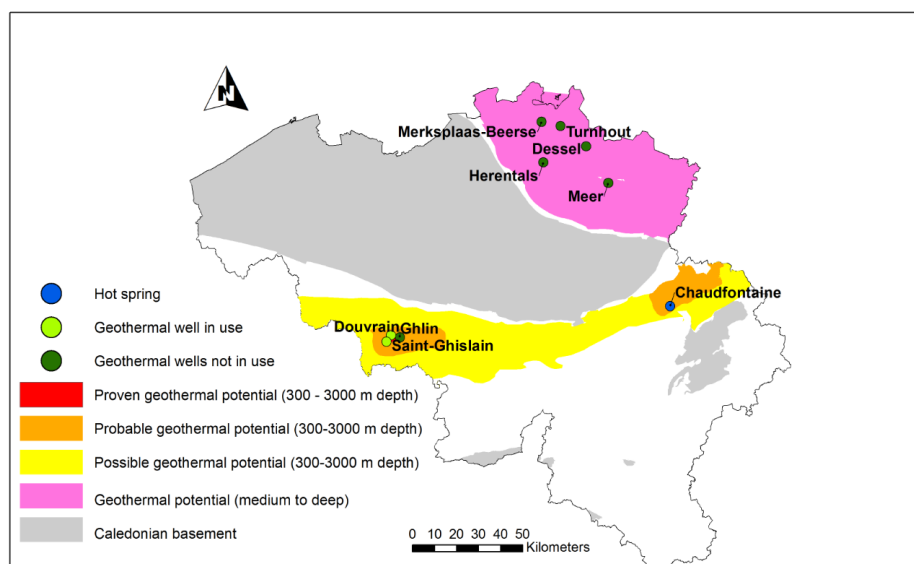 N
Merksplaas-Beerse
Turnhout
Dessel
Herentals
Meer
Chaudfontaine
Hot spring
Geothermal well in use
Geothermal wells not in use
Douvrain
Ghlin
Saint-Ghislain
Proven geothermal potential (300 - 3000 m depth)
Probable geothermal potential (300-3000 m depth)
Possible geothermal potential (300-3000 m depth)
Geothermal potential (medium to deep)
Caledonian basement
0 10 20 30 40 50
Kilometers